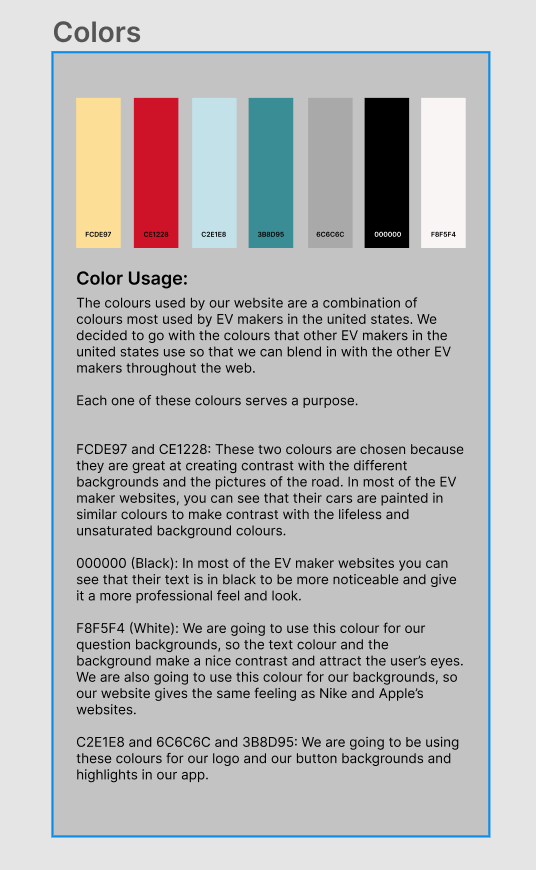 Colors
FCDE97 CE1228 C2E1E8 3B8D95 6C6C6C 000000 F8F5F4
Color Usage:
The colours used by our website are a combination of
colours most used by EV makers in the united states. We
decided to go with the colours that other EV makers in the
united states use so that we can blend in with the other EV
makers throughout the web.
Each one of these colours serves a purpose.
FCDE97 and CE1228: These two colours are chosen because
they are great at creating contrast with the different
backgrounds and the pictures of the road. In most of the EV
maker websites, you can see that their cars are painted in
similar colours to make contrast with the lifeless and
unsaturated background colours.
000000 (Black): In most of the EV maker websites you can
see that their text is in black to be more noticeable and give
it a more professional feel and look.
F8F5F4 (White): We are going to use this colour for our
question backgrounds, so the text colour and the
background make a nice contrast and attract the user’s eyes.
We are also going to use this colour for our backgrounds, so
our website gives the same feeling as Nike and Apple’s
websites.
C2E1E8 and 6C6C6C and 3B8D95: We are going to be using
these colours for our logo and our button backgrounds and
highlights in our app.